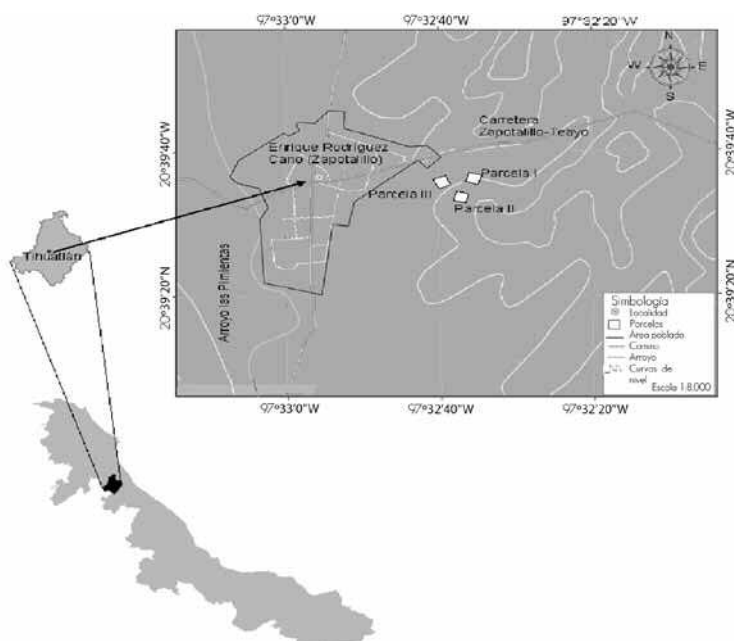 97°33'0"W 97°32'40"W 97°32'20"W
N
W E
S
20°39'40"W 20°39'40"W
Carretera
Zapotalillo-Teayo
Enrique Rodríguez
Cano (Zapotalillo)
Parcela I
Parcela III
Parcela II
Tihuatlán
Arroyo las Pimienzas
20°39'20"W 20°39'20"W
Simbología
Localidad
Parcelas
Área poblada
Camino
Arroyo
Curvas de
nivel
Escala 1:8.000
97°33'0"W 97°32'40"W 97°32'20"W